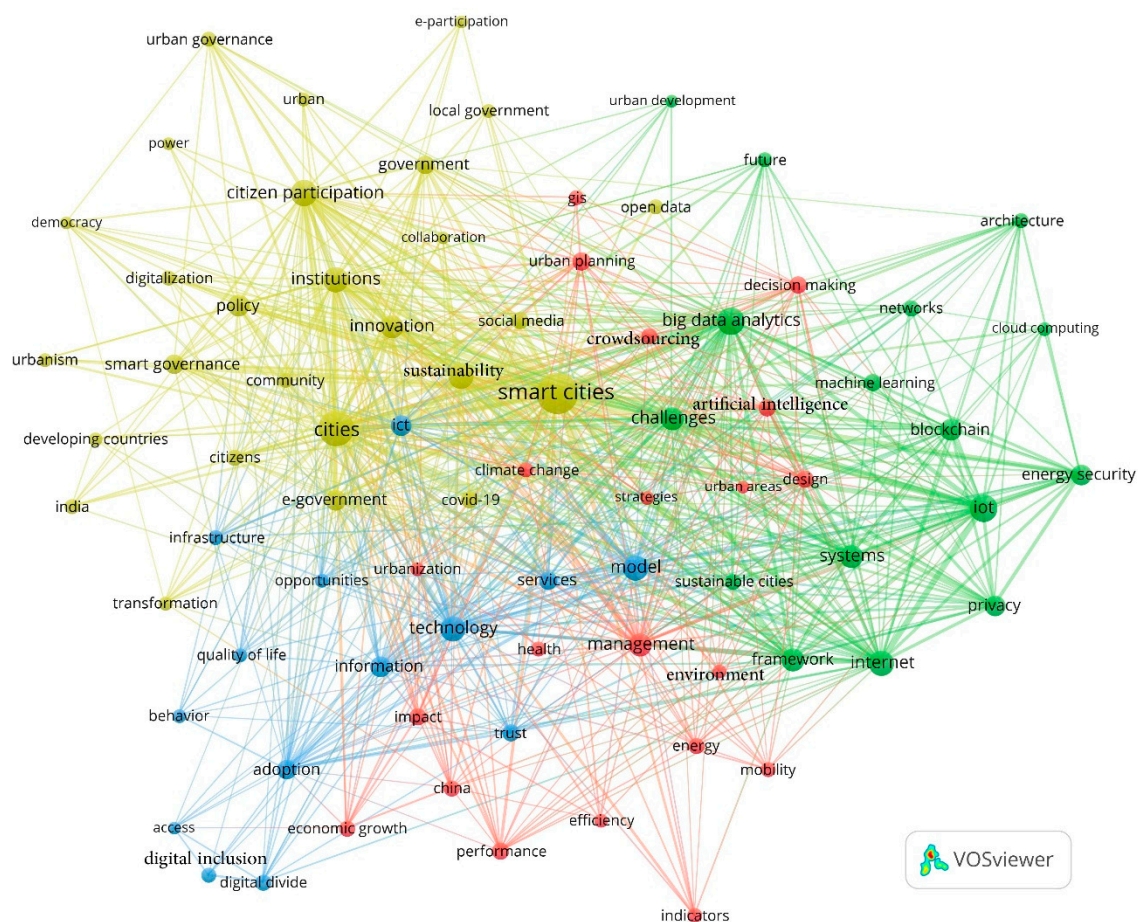 e-participation
urban governance
urban
urban development
local government
power
government
future
citizen participation
gis
open data
democracy
architecture
collaboration
urban planning
institutions
digitalization
decision making
policy
networks
big data analytics
social media
innovation
cloud computing
crowdsourcing
urbanism
smart governance
sustainability
community
machine learning
smart cities
artificial intelligence
challenges
ict
cities
blockchain
developing countries
citizens
climate change
energy security
design
urban areas
e-government
covid-19
strategies
india
iot
infrastructure
systems
model
urbanization
services
opportunities
sustainable cities
transformation
privacy
technology
management
health
quality of life
information
framework
internet
environment
behavior
impact
trust
energy
adoption
mobility
china
efficiency
access
economic growth
performance
digital inclusion
digital divide
VOSviewer
indicators